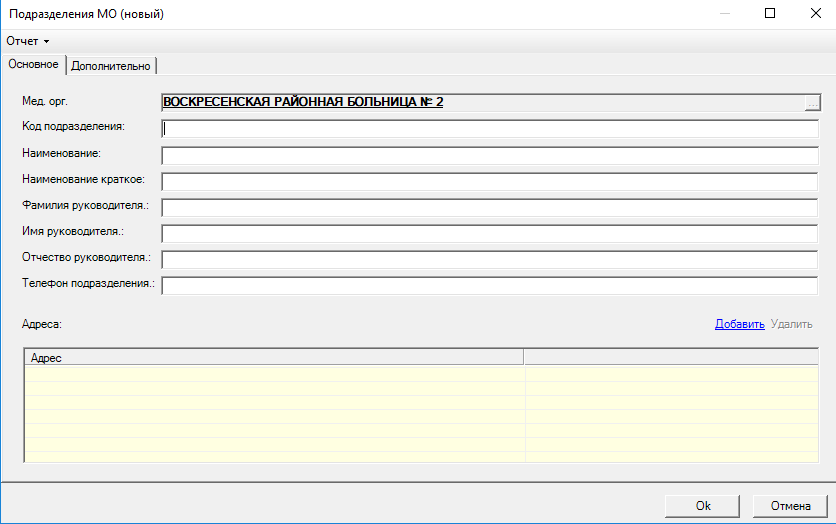 Подразделения МО (новый)
Отчет
Основное Дополнительно
Мед. орг. ВОСКРЕСЕНСКАЯ РАЙОННАЯ БОЛЬНИЦА № 2 ...
Код подразделения:
Наименование:
Наименование краткое:
Фамилия руководителя.:
Имя руководителя.:
Отчество руководителя.:
Телефон подразделения.:
Адреса: Добавить Удалить
Адрес
Ok Отмена